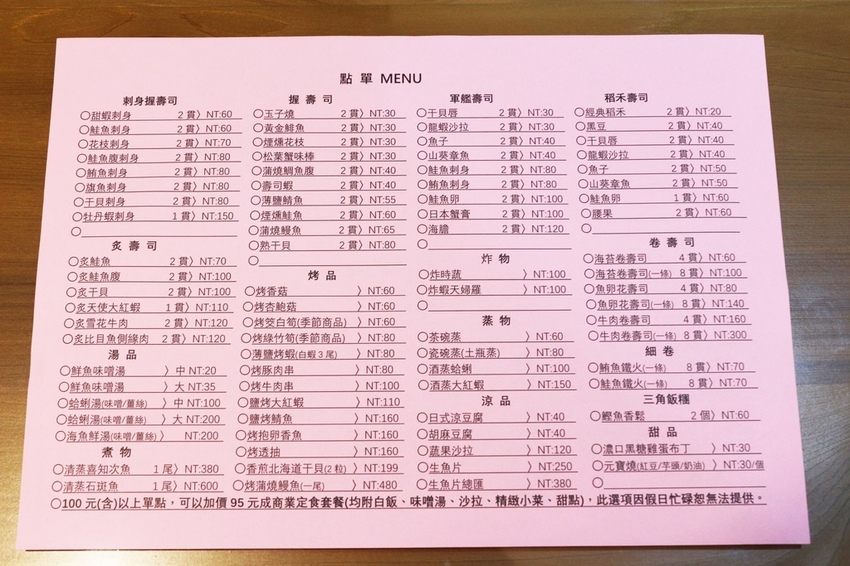 點 單 MENU
刺身握壽司
○甜蝦刺身 2 貫〉NT:60
○鮭魚刺身 2 貫〉NT:60
○花枝刺身 2 貫〉NT:70
○鮭魚腹刺身 2 貫〉NT:80
○鮪魚刺身 2 貫〉NT:80
○旗魚刺身 2 貫〉NT:80
○干貝刺身 2 貫〉NT:80
○牡丹蝦刺身 1 貫〉NT:150
○
炙 壽 司
○炙鮭魚 2 貫〉NT:70
○炙鮭魚腹 2 貫〉NT:100
○炙干貝 2 貫〉NT:100
○炙天使大紅蝦 1 貫〉NT:110
○炙雪花牛肉 2 貫〉NT:120
○炙比目魚側緣肉 2 貫〉NT:120
湯 品
○鮮魚味噌湯 〉中 NT:20
○鮮魚味噌湯 〉大 NT:35
○蛤蜊湯(味噌/薑絲) 〉中 NT:100
○蛤蜊湯(味噌/薑絲) 〉大 NT:200
○海魚鮮湯(味噌/薑絲)〉 NT:200
煮 物
○清蒸喜知次魚 1 尾〉NT:380
○清蒸石斑魚 1 尾〉NT:600
握 壽 司
○玉子燒 2 貫〉NT:30
○黃金鯡魚 2 貫〉NT:30
○煙燻花枝 2 貫〉NT:30
○松葉蟹味棒 2 貫〉NT:30
○蒲燒鯛魚腹 2 貫〉NT:40
○壽司蝦 2 貫〉NT:40
○薄鹽鯖魚 2 貫〉NT:55
○煙燻鮭魚 2 貫〉NT:60
○蒲燒鰻魚 2 貫〉NT:65
○熟干貝 2 貫〉NT:80
○
烤 品
○烤香菇 〉NT:60
○烤杏鮑菇 〉NT:60
○烤筊白筍(季節商品) 〉NT:60
○烤綠竹筍(季節商品) 〉NT:80
○薄鹽烤蝦(白蝦3尾) 〉NT:80
○烤豚肉串 〉NT:80
○烤牛肉串 〉NT:100
○鹽烤大紅蝦 〉NT:110
○鹽烤鯖魚 〉NT:160
○烤抱卵香魚 〉NT:160
○烤透抽 〉NT:160
○香煎北海道干貝(2粒) 〉NT:199
○烤蒲燒鰻魚(一尾) 〉NT:480
軍艦壽司
○干貝唇 2 貫〉NT:30
○龍蝦沙拉 2 貫〉NT:30
○魚子 2 貫〉NT:40
○山葵章魚 2 貫〉NT:40
○鮭魚刺身 2 貫〉NT:80
○鮪魚刺身 2 貫〉NT:80
○鮭魚卵 2 貫〉NT:100
○日本蟹膏 2 貫〉NT:100
○海膽 2 貫〉NT:120
○
炸 物
○炸時蔬 〉NT:100
○炸蝦天婦羅 〉NT:100
○
蒸 物
○茶碗蒸 〉NT:60
○瓷碗蒸(土瓶蒸) 〉NT:80
○酒蒸蛤蜊 〉NT:100
○酒蒸大紅蝦 〉NT:150
涼 品
○日式涼豆腐 〉NT:40
○胡麻豆腐 〉NT:40
○蔬果沙拉 〉NT:120
○生魚片 〉NT:250
○生魚片總匯 〉NT:380
稻禾壽司
○經典稻禾 2 貫〉NT:20
○黑豆 2 貫〉NT:40
○干貝唇 2 貫〉NT:40
○龍蝦沙拉 2 貫〉NT:40
○魚子 2 貫〉NT:50
○山葵章魚 2 貫〉NT:50
○鮭魚卵 1 貫〉NT:60
○腰果 2 貫〉NT:60
○
卷 壽 司
○海苔卷壽司 4 貫〉NT:60
○海苔卷壽司(一條) 8 貫〉NT:100
○魚卵花壽司 4 貫〉NT:80
○魚卵花壽司(一條) 8 貫〉NT:140
○牛肉卷壽司 4 貫〉NT:160
○牛肉卷壽司(一條) 8 貫〉NT:300
細 卷
○鮪魚鐵火(一條) 8 貫〉NT:70
○鮭魚鐵火(一條) 8 貫〉NT:70
三角飯糰
○鰹魚香鬆 2 個〉NT:60
甜 品
○濃口黑糖雞蛋布丁 〉NT:30
○元寶燒(紅豆/芋頭/奶油) 〉NT:30/個
○
○100 元(含)以上單點，可以加價 95 元成商業定食套餐(均附白飯、味噌湯、沙拉、精緻小菜、甜點)，此選項因假日忙碌恕無法提供。